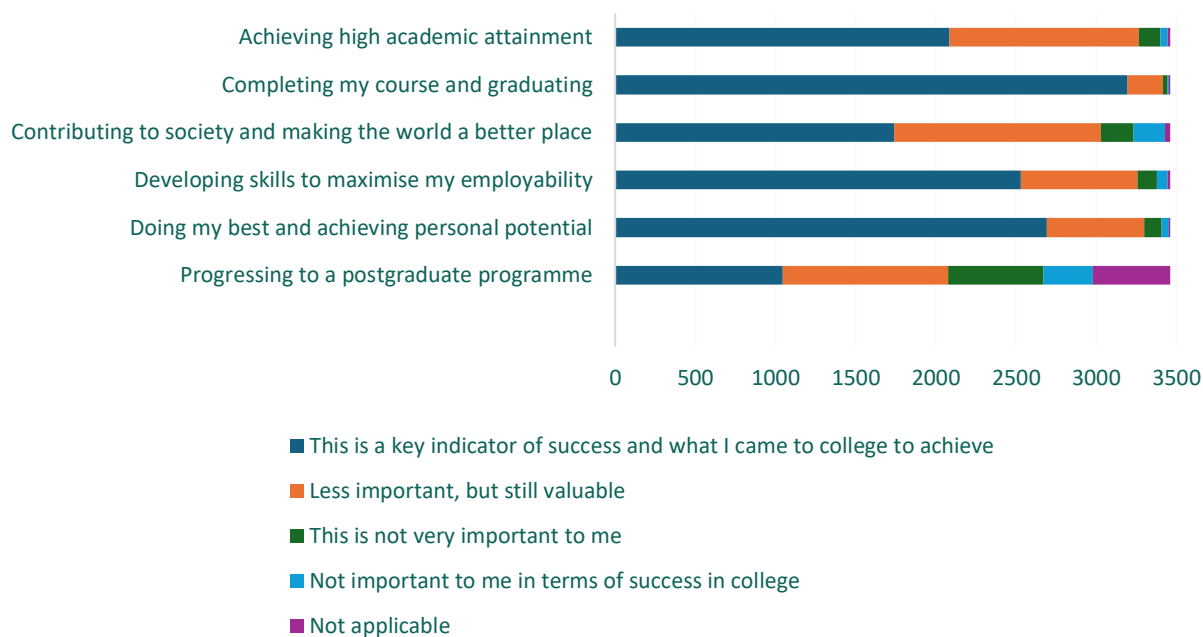 Achieving high academic attainment
Completing my course and graduating
Contributing to society and making the world a better place
Developing skills to maximise my employability
Doing my best and achieving personal potential
Progressing to a postgraduate programme
0 500 1000 1500 2000 2500 3000 3500
This is a key indicator of success and what I came to college to achieve
Less important, but still valuable
This is not very important to me
Not important to me in terms of success in college
Not applicable